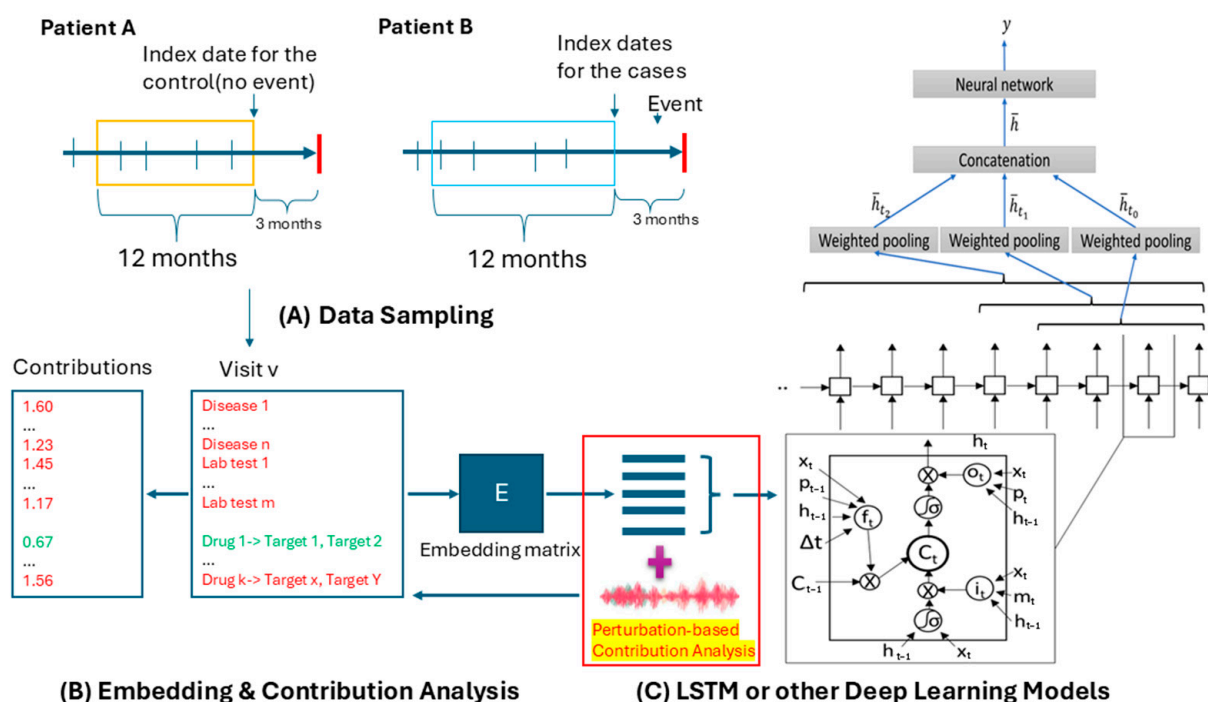 Patient A
Index date for the
control(no event)
12 months
3 months
Patient B
Index dates
for the cases
Event
12 months
3 months
(A) Data Sampling
Contributions
1.60
...
1.23
1.45
...
1.17
0.67
...
1.56
Visit v
Disease 1
...
Disease n
Lab test 1
...
Lab test m
Drug 1-> Target 1, Target 2
...
Drug k-> Target x, Target Y
E
Embedding matrix
+
Perturbation-based
Contribution Analysis
(B) Embedding & Contribution Analysis
y
Neural network
h̄
Concatenation
h̄t₂
h̄t₁
h̄t₀
Weighted pooling
Weighted pooling
Weighted pooling
..
hₜ
xₜ
pₜ₋₁
hₜ₋₁
Δt
fₜ
Cₜ₋₁
X
Cₜ
X
σ
oₜ
xₜ
pₜ
hₜ₋₁
X
iₜ
xₜ
mₜ
hₜ₋₁
σ
hₜ₋₁
xₜ
(C) LSTM or other Deep Learning Models